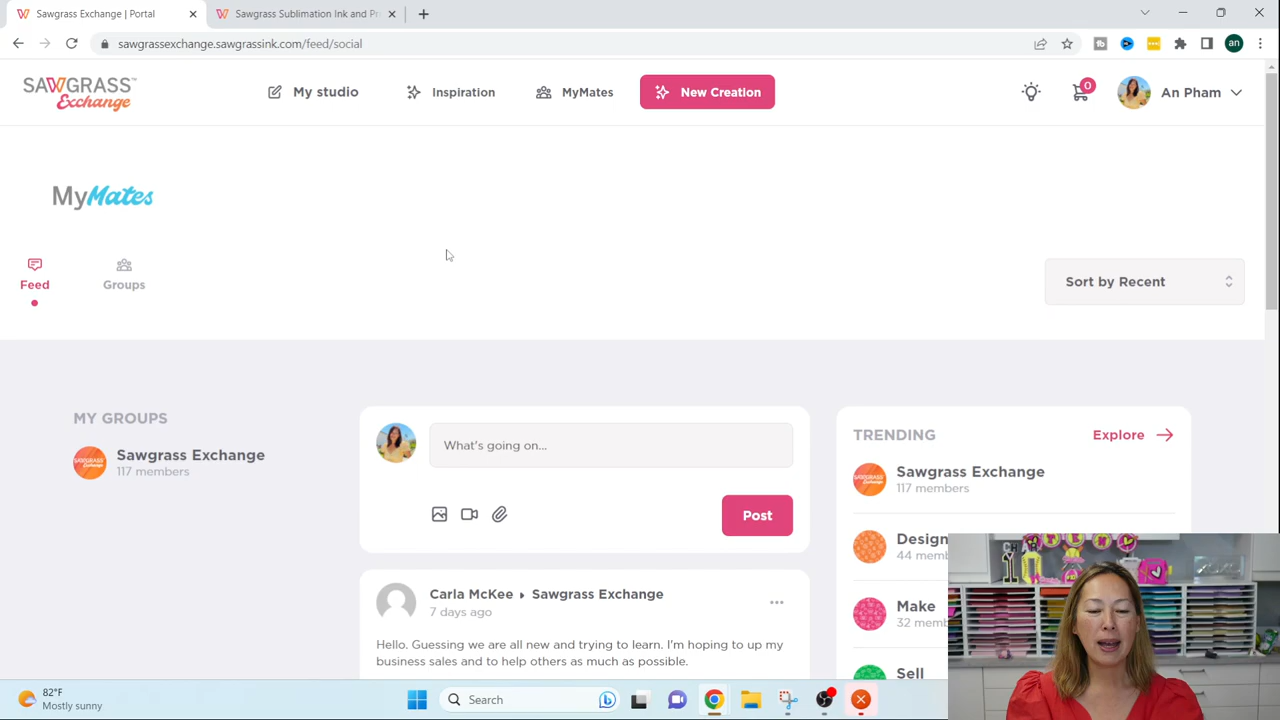 Sawgrass Exchange | Portal
Sawgrass Sublimation Ink and Pr
sawgrassexchange.sawgrassink.com/feed/social
an
SAWGRASS™
Exchange
My studio
Inspiration
MyMates
New Creation
0
An Pham
MyMates
Feed
Groups
Sort by Recent
MY GROUPS
Sawgrass Exchange
117 members
What's going on...
Post
TRENDING
Explore
Sawgrass Exchange
117 members
Design
44 memb
Make
32 memb
Sell
Carla McKee ▸ Sawgrass Exchange
7 days ago
Hello. Guessing we are all new and trying to learn. I'm hoping to up my
business sales and to help others as much as possible.
82°F
Mostly sunny
Search